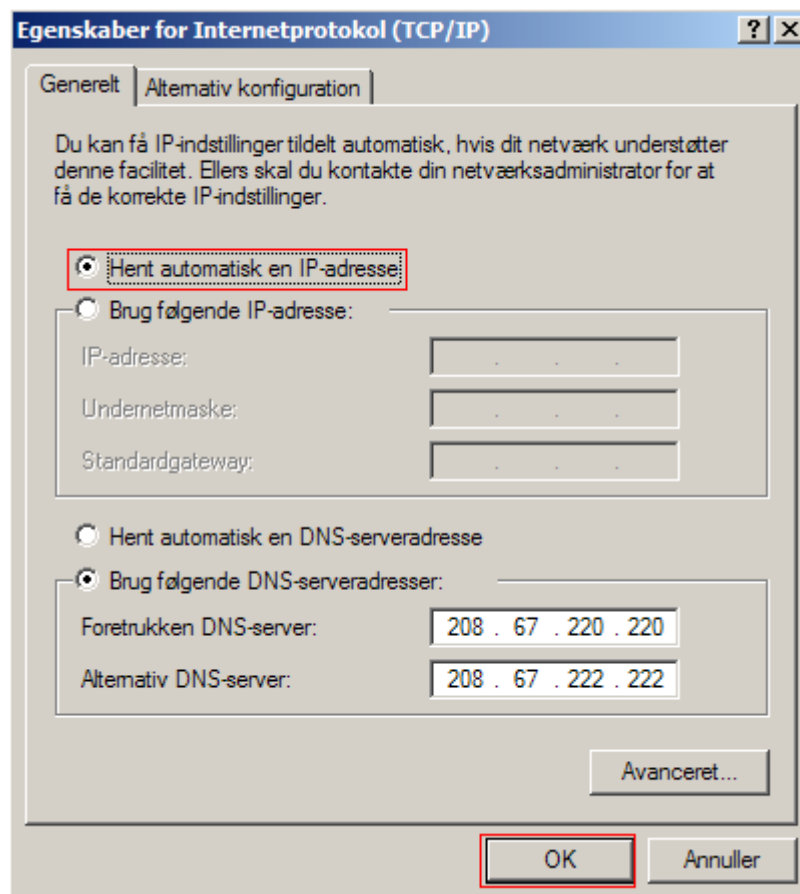 Egenskaber for Internetprotokol (TCP/IP)
Generelt
Alternativ konfiguration
Du kan få IP-indstillinger tildelt automatisk, hvis dit netværk understøtter
denne facilitet. Ellers skal du kontakte din netværksadministrator for at
få de korrekte IP-indstillinger.
Hent automatisk en IP-adresse
Brug følgende IP-adresse:
IP-adresse:
Undernetmaske:
Standardgateway:
Hent automatisk en DNS-serveradresse
Brug følgende DNS-serveradresser:
Foretrukken DNS-server: 208 . 67 . 220 . 220
Alternativ DNS-server: 208 . 67 . 222 . 222
Avanceret...
OK
Annuller